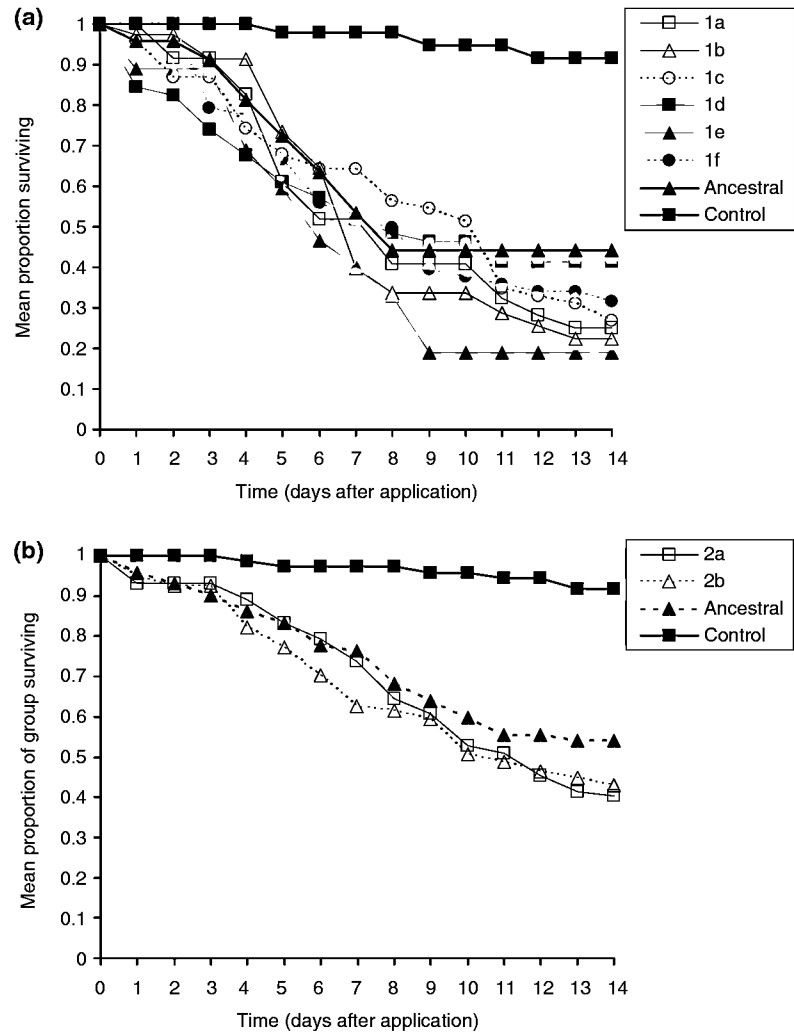 (a)
1
0.9
0.8
0.7
0.6
0.5
0.4
0.3
0.2
0.1
0
Mean proportion surviving
0 1 2 3 4 5 6 7 8 9 10 11 12 13 14
Time (days after application)
1a
1b
1c
1d
1e
1f
Ancestral
Control
(b)
1
0.9
0.8
0.7
0.6
0.5
0.4
0.3
0.2
0.1
0
Mean proportion of group surviving
0 1 2 3 4 5 6 7 8 9 10 11 12 13 14
Time (days after application)
2a
2b
Ancestral
Control